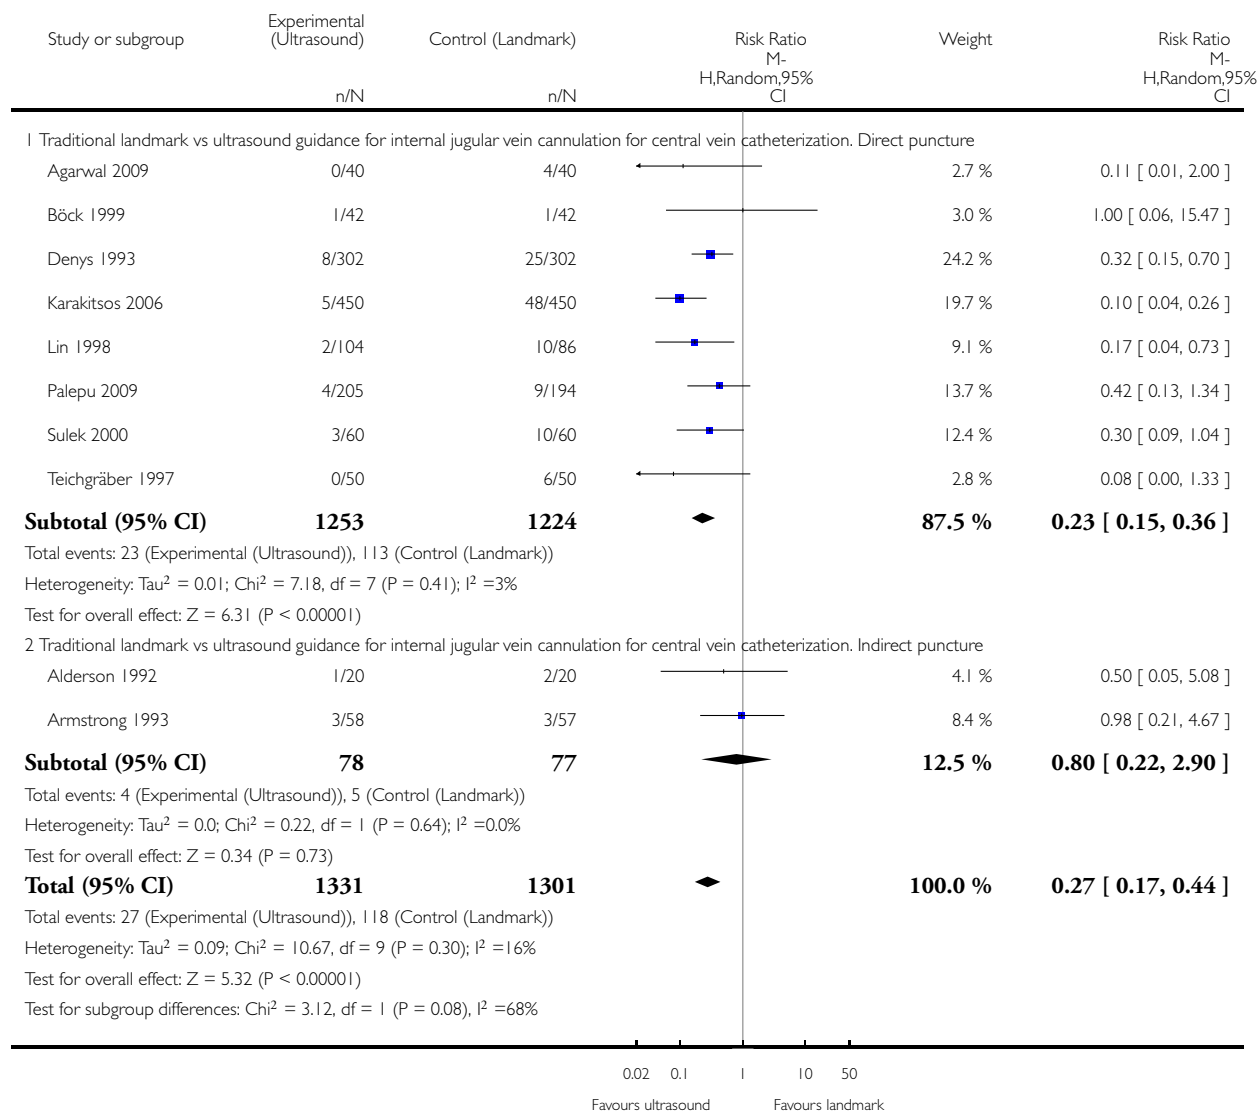 Study or subgroup Experimental (Ultrasound) Control (Landmark) Risk Ratio Weight Risk Ratio
M-H,Random,95% CI M-H,Random,95% CI
n/N n/N
1 Traditional landmark vs ultrasound guidance for internal jugular vein cannulation for central vein catheterization. Direct puncture
Agarwal 2009 0/40 4/40 2.7 % 0.11 [ 0.01, 2.00 ]
Böck 1999 1/42 1/42 3.0 % 1.00 [ 0.06, 15.47 ]
Denys 1993 8/302 25/302 24.2 % 0.32 [ 0.15, 0.70 ]
Karakitsos 2006 5/450 48/450 19.7 % 0.10 [ 0.04, 0.26 ]
Lin 1998 2/104 10/86 9.1 % 0.17 [ 0.04, 0.73 ]
Palepu 2009 4/205 9/194 13.7 % 0.42 [ 0.13, 1.34 ]
Sulek 2000 3/60 10/60 12.4 % 0.30 [ 0.09, 1.04 ]
Teichgräber 1997 0/50 6/50 2.8 % 0.08 [ 0.00, 1.33 ]
Subtotal (95% CI) 1253 1224 87.5 % 0.23 [ 0.15, 0.36 ]
Total events: 23 (Experimental (Ultrasound)), 113 (Control (Landmark))
Heterogeneity: Tau² = 0.01; Chi² = 7.18, df = 7 (P = 0.41); I² =3%
Test for overall effect: Z = 6.31 (P < 0.00001)
2 Traditional landmark vs ultrasound guidance for internal jugular vein cannulation for central vein catheterization. Indirect puncture
Alderson 1992 1/20 2/20 4.1 % 0.50 [ 0.05, 5.08 ]
Armstrong 1993 3/58 3/57 8.4 % 0.98 [ 0.21, 4.67 ]
Subtotal (95% CI) 78 77 12.5 % 0.80 [ 0.22, 2.90 ]
Total events: 4 (Experimental (Ultrasound)), 5 (Control (Landmark))
Heterogeneity: Tau² = 0.0; Chi² = 0.22, df = 1 (P = 0.64); I² =0.0%
Test for overall effect: Z = 0.34 (P = 0.73)
Total (95% CI) 1331 1301 100.0 % 0.27 [ 0.17, 0.44 ]
Total events: 27 (Experimental (Ultrasound)), 118 (Control (Landmark))
Heterogeneity: Tau² = 0.09; Chi² = 10.67, df = 9 (P = 0.30); I² =16%
Test for overall effect: Z = 5.32 (P < 0.00001)
Test for subgroup differences: Chi² = 3.12, df = 1 (P = 0.08), I² =68%
0.02 0.1 1 10 50
Favours ultrasound Favours landmark